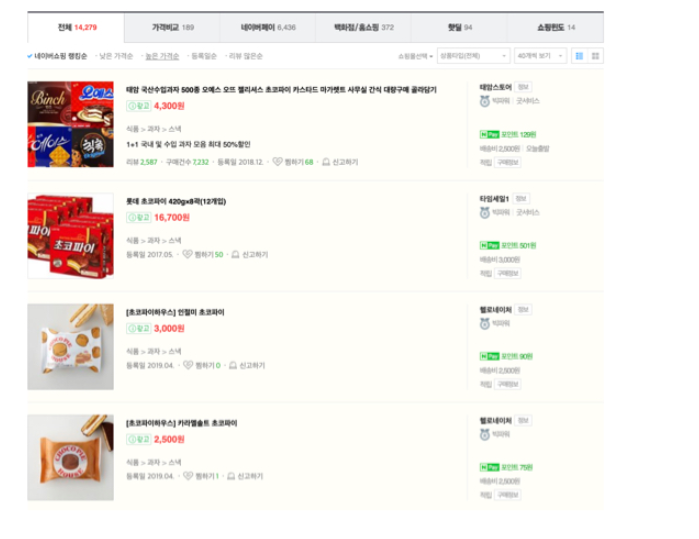 전체 14,279
가격비교 189
네이버페이 6,436
백화점/홈쇼핑 372
핫딜 94
쇼핑윈도 14
네이버쇼핑 랭킹순 · 낮은 가격순 · 높은 가격순 · 등록일순 · 리뷰 많은순
쇼핑몰선택 상품타입(전체) 40개씩 보기
Binch
오예스
초코파이
칙촉
태암 국산수입과자 500종 오예스 오뜨 젤리셔스 초코파이 카스타드 마가렛트 사무실 간식 대량구매 골라담기
광고 4,300원
식품 > 과자 > 스낵
1+1 국내 및 수입 과자 모음 최대 50%할인
리뷰 2,587 · 구매건수 7,232 · 등록일 2018.12. · 찜하기 68 · 신고하기
태암스토어 정보
빅파워 굿서비스
N Pay 포인트 129원
배송비 2,500원 오늘출발
적립 구매정보
롯데 초코파이 420gx8곽(12개입)
광고 16,700원
식품 > 과자 > 스낵
등록일 2017.05. · 찜하기 50 · 신고하기
타임세일1 정보
빅파워 굿서비스
N Pay 포인트 501원
배송비 3,000원
적립 구매정보
[초코파이하우스] 인절미 초코파이
광고 3,000원
식품 > 과자 > 스낵
등록일 2019.04. · 찜하기 0 · 신고하기
헬로네이처 정보
빅파워
N Pay 포인트 90원
배송비 2,500원
적립 구매정보
CHOCO PIE HOUSE
[초코파이하우스] 카라멜솔트 초코파이
광고 2,500원
식품 > 과자 > 스낵
등록일 2019.04. · 찜하기 1 · 신고하기
헬로네이처 정보
빅파워
N Pay 포인트 75원
배송비 2,500원
적립 구매정보